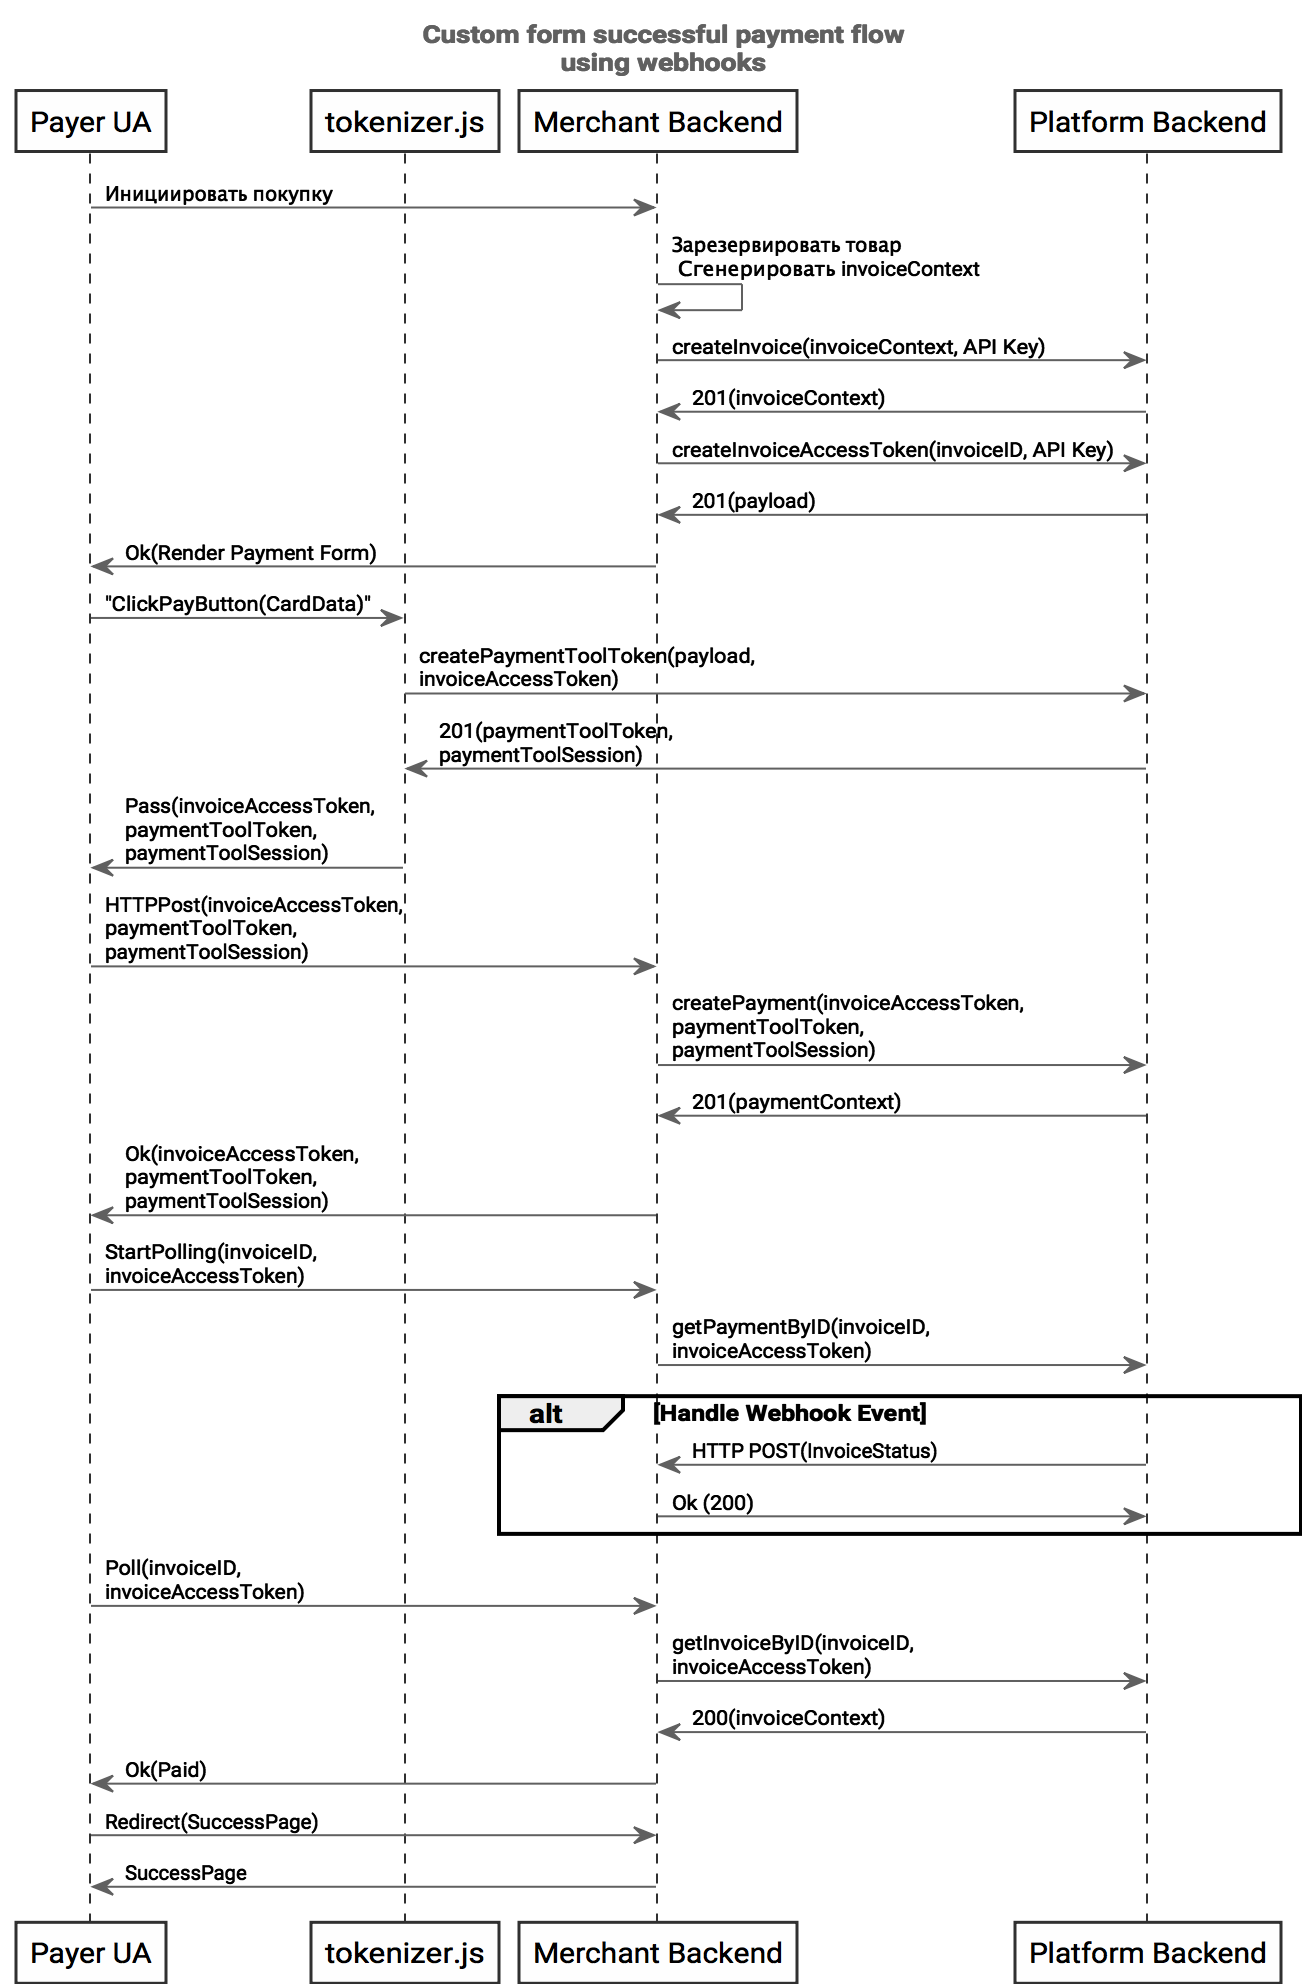 Custom form successful payment flow
using webhooks
Payer UA
tokenizer.js
Merchant Backend
Platform Backend
Инициировать покупку
Зарезервировать товар
Сгенерировать invoiceContext
createInvoice(invoiceContext, API Key)
201(invoiceContext)
createInvoiceAccessToken(invoiceID, API Key)
201(payload)
Ok(Render Payment Form)
"ClickPayButton(CardData)"
createPaymentToolToken(payload,
invoiceAccessToken)
201(paymentToolToken,
paymentToolSession)
Pass(invoiceAccessToken,
paymentToolToken,
paymentToolSession)
HTTPPost(invoiceAccessToken,
paymentToolToken,
paymentToolSession)
createPayment(invoiceAccessToken,
paymentToolToken,
paymentToolSession)
201(paymentContext)
Ok(invoiceAccessToken,
paymentToolToken,
paymentToolSession)
StartPolling(invoiceID,
invoiceAccessToken)
getPaymentByID(invoiceID,
invoiceAccessToken)
alt
[Handle Webhook Event]
HTTP POST(InvoiceStatus)
Ok (200)
Poll(invoiceID,
invoiceAccessToken)
getInvoiceByID(invoiceID,
invoiceAccessToken)
200(invoiceContext)
Ok(Paid)
Redirect(SuccessPage)
SuccessPage
Payer UA
tokenizer.js
Merchant Backend
Platform Backend